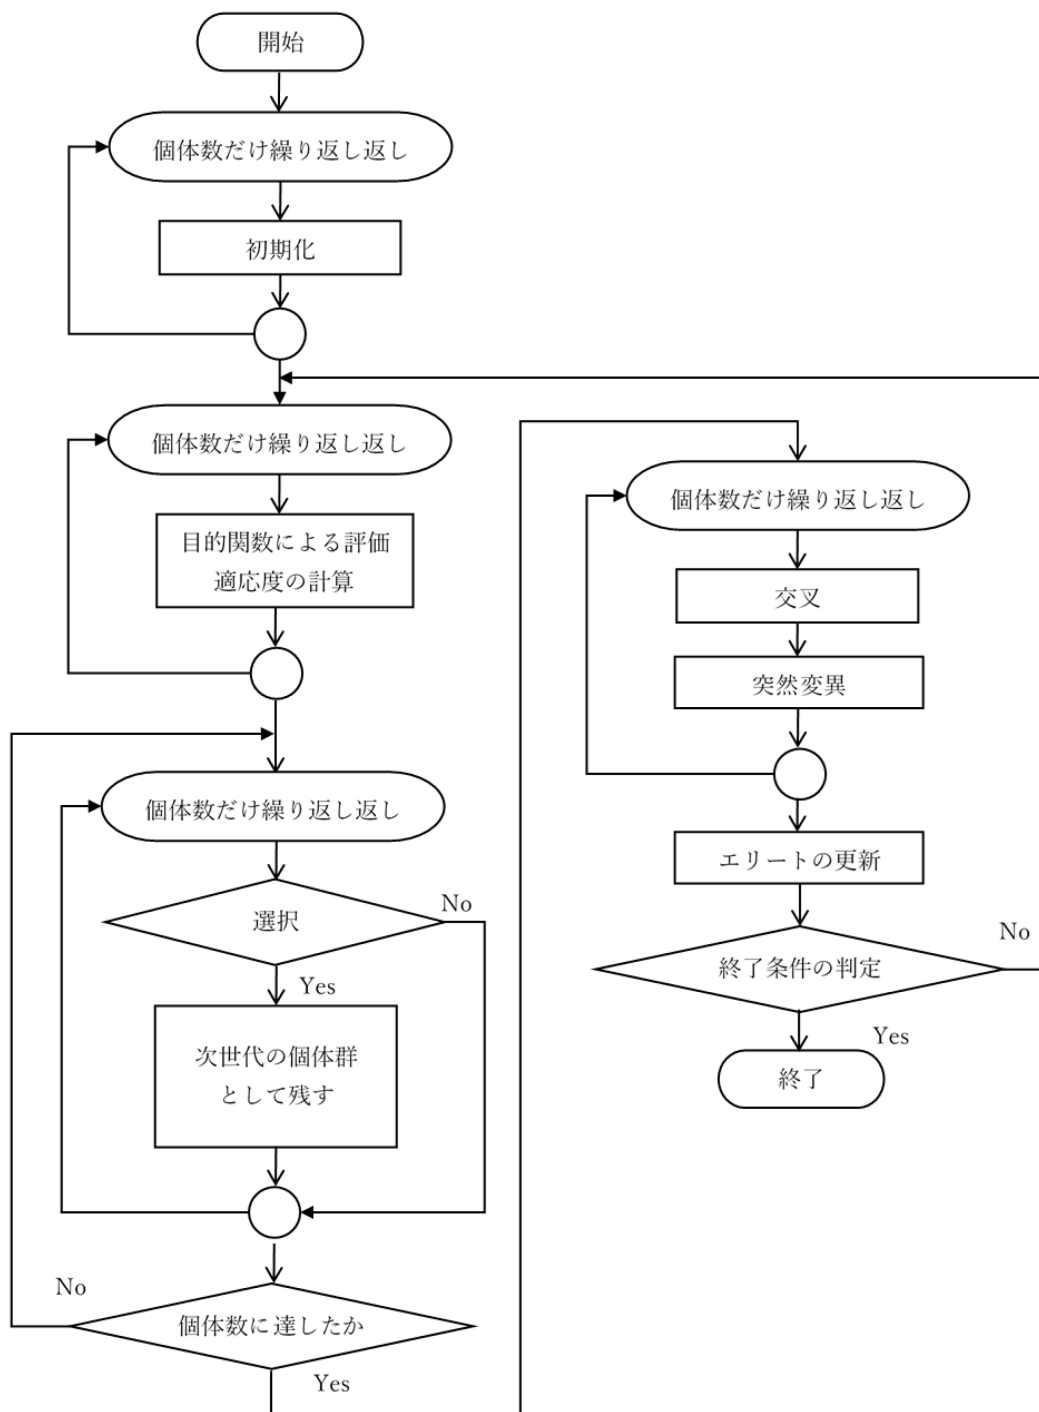 開始
個体数だけ繰り返し返し
初期化
個体数だけ繰り返し返し
目的関数による評価
適応度の計算
個体数だけ繰り返し返し
選択
No
Yes
次世代の個体群
として残す
No
個体数に達したか
Yes
個体数だけ繰り返し返し
交叉
突然変異
エリートの更新
No
終了条件の判定
Yes
終了